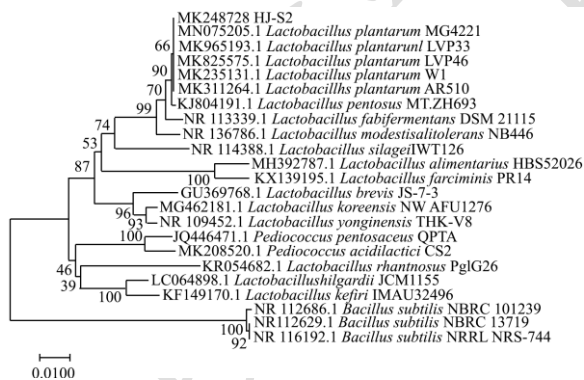 MK248728 HJ-S2
MN075205.1 Lactobacillus plantarum MG4221
66
MK965193.1 Lactobacillus plantarunl LVP33
MK825575.1 Lactobacillus plantarum LVP46
90
MK235131.1 Lactobacillus plantarum W1
70
MK311264.1 Lactobacillhs plantarum AR510
KJ804191.1 Lactobacillus pentosus MT.ZH693
99
NR 113339.1 Lactobacillus fabifermentans DSM 21115
74
NR 136786.1 Lactobacillus modestisalitolerans NB446
53
NR 114388.1 Lactobacillus silageiIWT126
87
MH392787.1 Lactobacillus alimentarius HBS52026
100
KX139195.1 Lactobacillus farciminis PR14
GU369768.1 Lactobacillus brevis JS-7-3
96
MG462181.1 Lactobacillus koreensis NW AFU1276
93
NR 109452.1 Lactobacillus yonginensis THK-V8
100
JQ446471.1 Pediococcus pentosaceus QPTA
MK208520.1 Pediococcus acidilactici CS2
46
KR054682.1 Lactobacillus rhantnosus PglG26
39
LC064898.1 Lactobacillushilgardii JCM1155
100
KF149170.1 Lactobacillus kefiri IMAU32496
NR 112686.1 Bacillus subtilis NBRC 101239
100
NR112629.1 Bacillus subtilis NBRC 13719
92
NR 116192.1 Bacillus subtilis NRRL NRS-744
0.0100